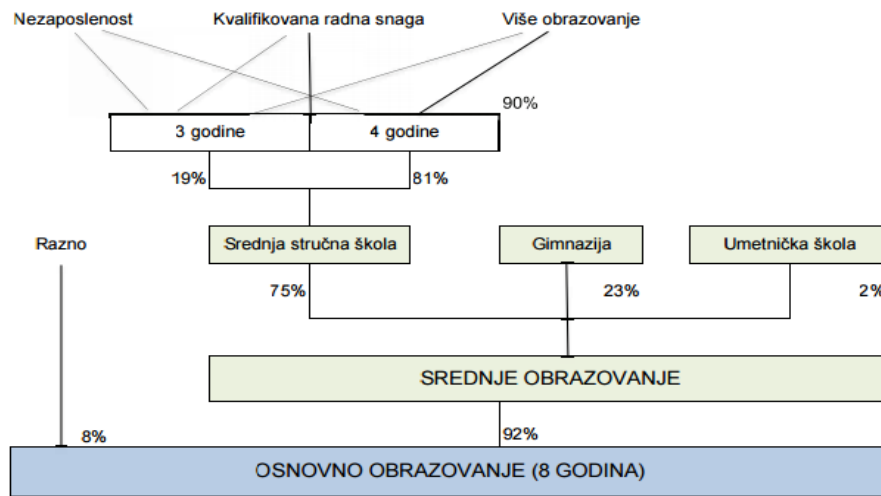 Nezaposlenost
Kvalifikovana radna snaga
Više obrazovanje
90%
3 godine
4 godine
19%
81%
Razno
Srednja stručna škola
Gimnazija
Umetnička škola
75%
23%
2%
SREDNJE OBRAZOVANJE
8%
92%
OSNOVNO OBRAZOVANJE (8 GODINA)